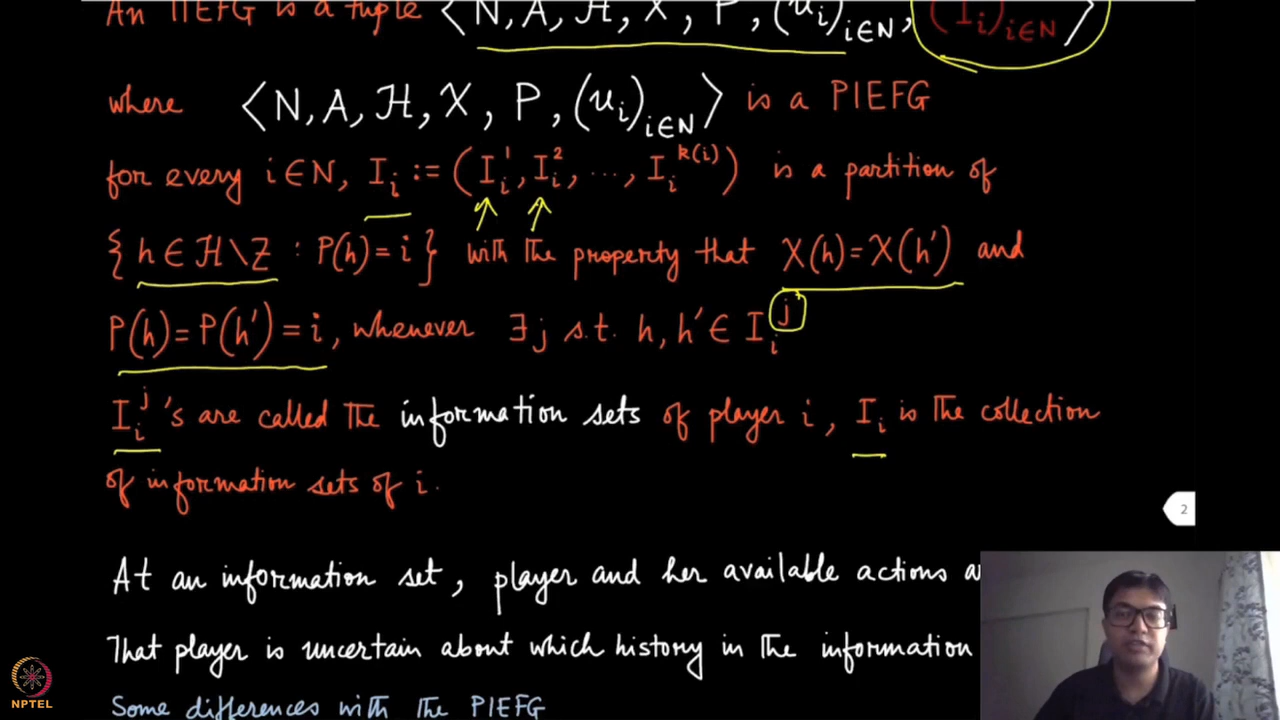 An IIEFG is a tuple ⟨N, A, ℋ, X, P, (u_i)_{i∈N}, (I_i)_{i∈N}⟩
where ⟨N, A, ℋ, X, P, (u_i)_{i∈N}⟩ is a PIEFG
for every i∈N, I_i := (I_i^1, I_i^2, ..., I_i^{k(i)}) is a partition of
{h∈ℋ\Z : P(h)=i} with the property that X(h)=X(h') and
P(h)=P(h')=i, whenever ∃j s.t. h, h'∈I_i^j
I_i^j's are called the information sets of player i, I_i is the collection
of information sets of i.
2
At an information set, player and her available actions a
That player is uncertain about which history in the information
Some differences with the PIEFG
NPTEL